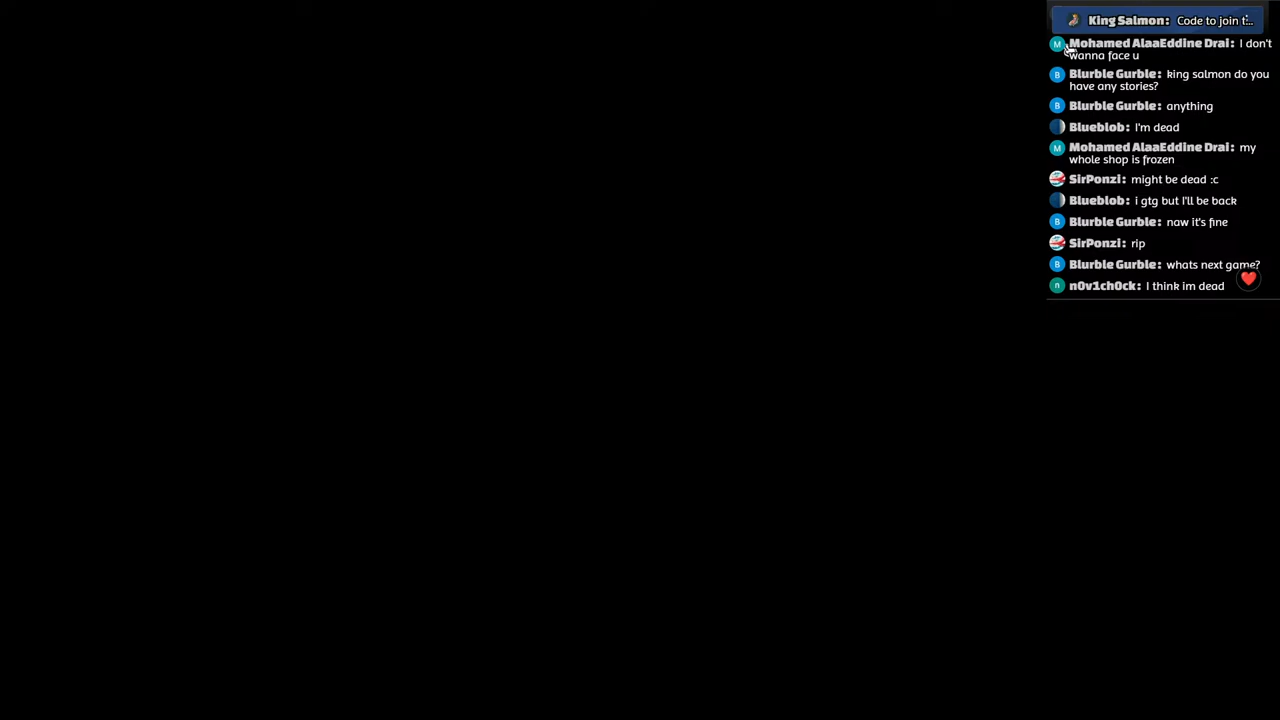 King Salmon: Code to join t...
Mohamed AlaaEddine Drai: I don't
wanna face u
Blurble Gurble: king salmon do you
have any stories?
Blurble Gurble: anything
Blueblob: I'm dead
Mohamed AlaaEddine Drai: my
whole shop is frozen
SirPonzi: might be dead :c
Blueblob: i gtg but I'll be back
Blurble Gurble: naw it's fine
SirPonzi: rip
Blurble Gurble: whats next game?
n0v1ch0ck: I think im dead